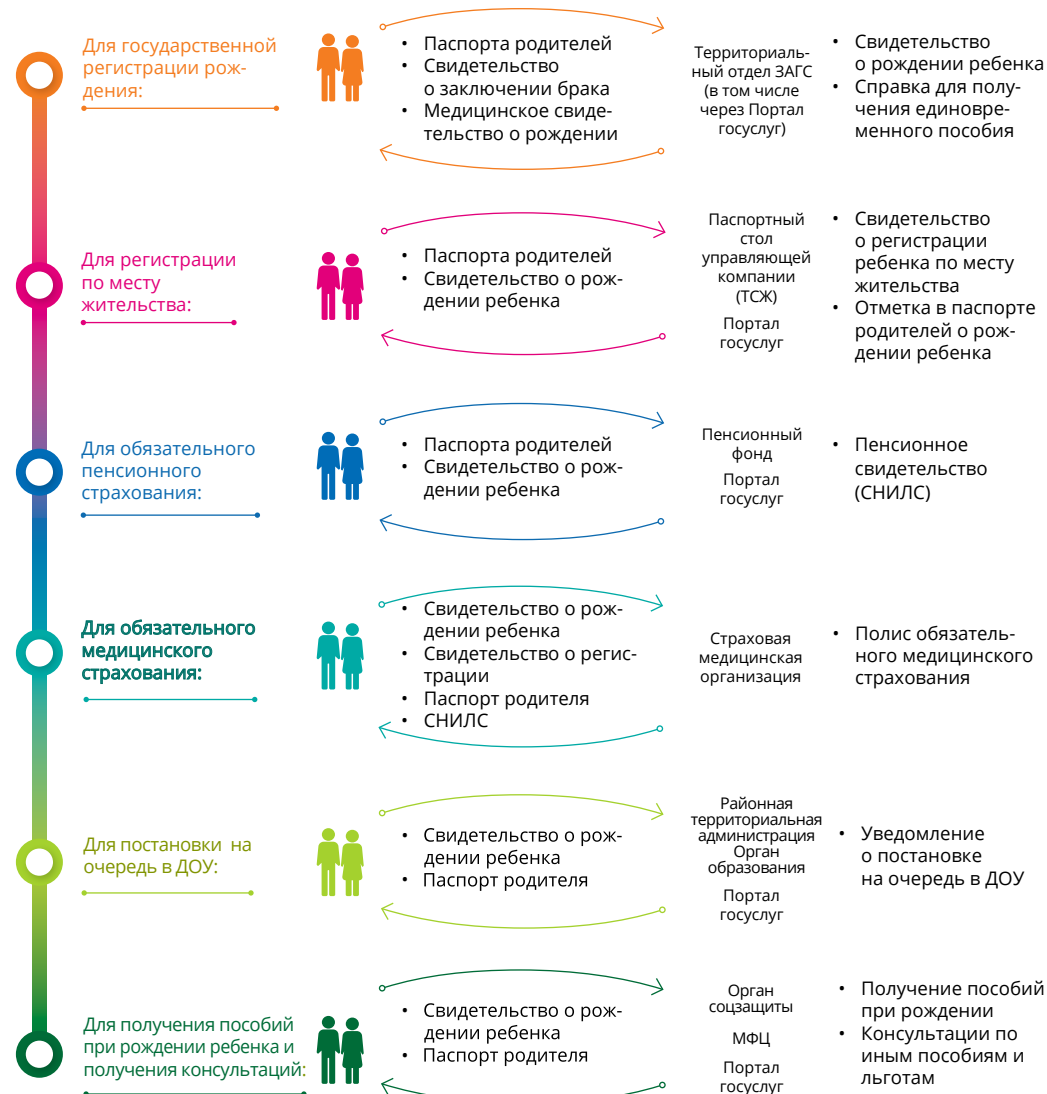 Для государственной
регистрации рож-
дения:
• Паспорта родителей
• Свидетельство
о заключении брака
• Медицинское свиде-
тельство о рождении
Территориаль-
ный отдел ЗАГС
(в том числе
через Портал
госуслуг)
• Свидетельство
о рождении ребенка
• Справка для полу-
чения единовре-
менного пособия
Для регистрации
по месту
жительства:
• Паспорта родителей
• Свидетельство о рож-
дении ребенка
Паспортный
стол
управляющей
компании
(ТСЖ)
Портал
госуслуг
• Свидетельство
о регистрации
ребенка по месту
жительства
• Отметка в паспорте
родителей о рож-
дении ребенка
Для обязательного
пенсионного
страхования:
• Паспорта родителей
• Свидетельство о рож-
дении ребенка
Пенсионный
фонд
Портал
госуслуг
• Пенсионное
свидетельство
(СНИЛС)
Для обязательного
медицинского
страхования:
• Свидетельство о рож-
дении ребенка
• Свидетельство о регис-
трации
• Паспорт родителя
• СНИЛС
Страховая
медицинская
организация
• Полис обязатель-
ного медицинского
страхования
Для постановки на
очередь в ДОУ:
• Свидетельство о рож-
дении ребенка
• Паспорт родителя
Районная
территориальная
администрация
Орган
образования
Портал
госуслуг
• Уведомление
о постановке
на очередь в ДОУ
Для получения пособий
при рождении ребенка и
получения консультаций:
• Свидетельство о рож-
дении ребенка
• Паспорт родителя
Орган
соцзащиты
МФЦ
Портал
госуслуг
• Получение пособий
при рождении
• Консультации по
иным пособиям и
льготам